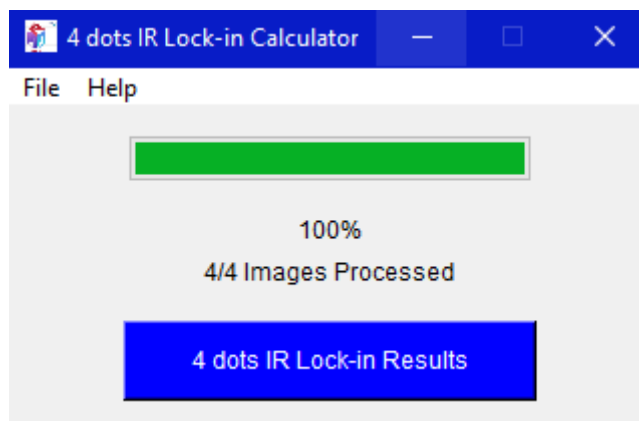 4 dots IR Lock-in Calculator
File Help
100%
4/4 Images Processed
4 dots IR Lock-in Results